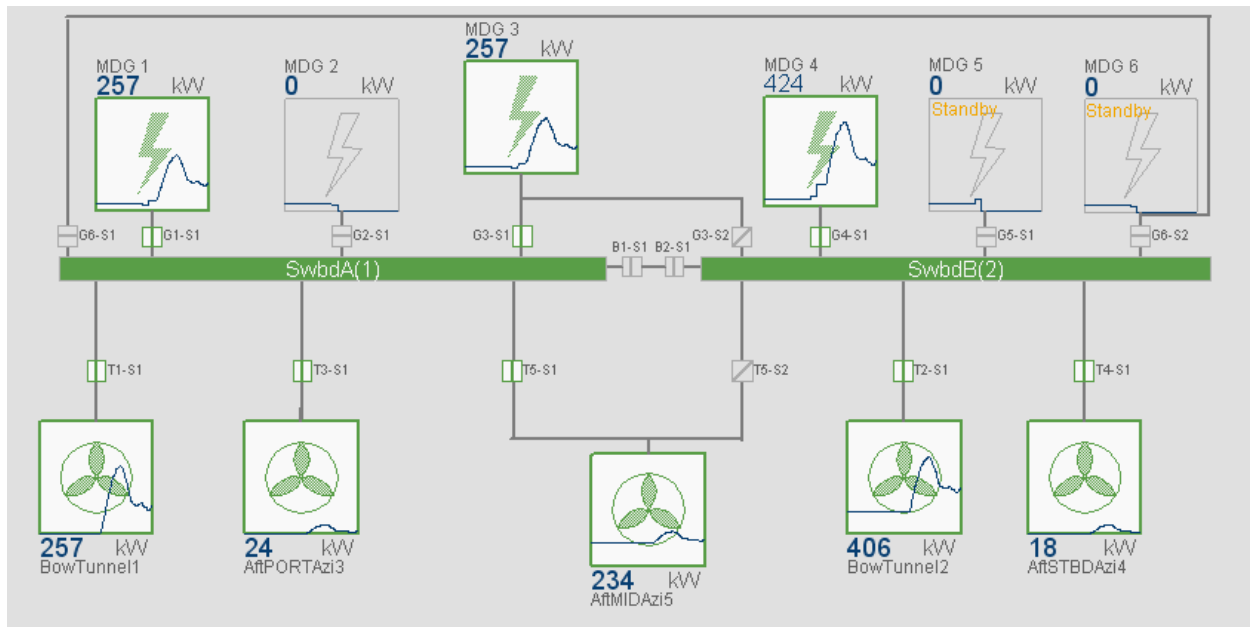 MDG 1
257 kW
MDG 2
0 kW
MDG 3
257 kW
MDG 4
424 kW
MDG 5
0 kW
Standby
MDG 6
0 kW
Standby
G6-S1
G1-S1
G2-S1
G3-S1
G3-S2
G4-S1
G5-S1
G6-S2
B1-S1
B2-S1
SwbdA(1)
SwbdB(2)
T1-S1
T3-S1
T5-S1
T5-S2
T2-S1
T4-S1
257 kW
BowTunnel1
24 kW
AftPORTAzi3
234 kW
AftMIDAzi5
406 kW
BowTunnel2
18 kW
AftSTBDAzi4